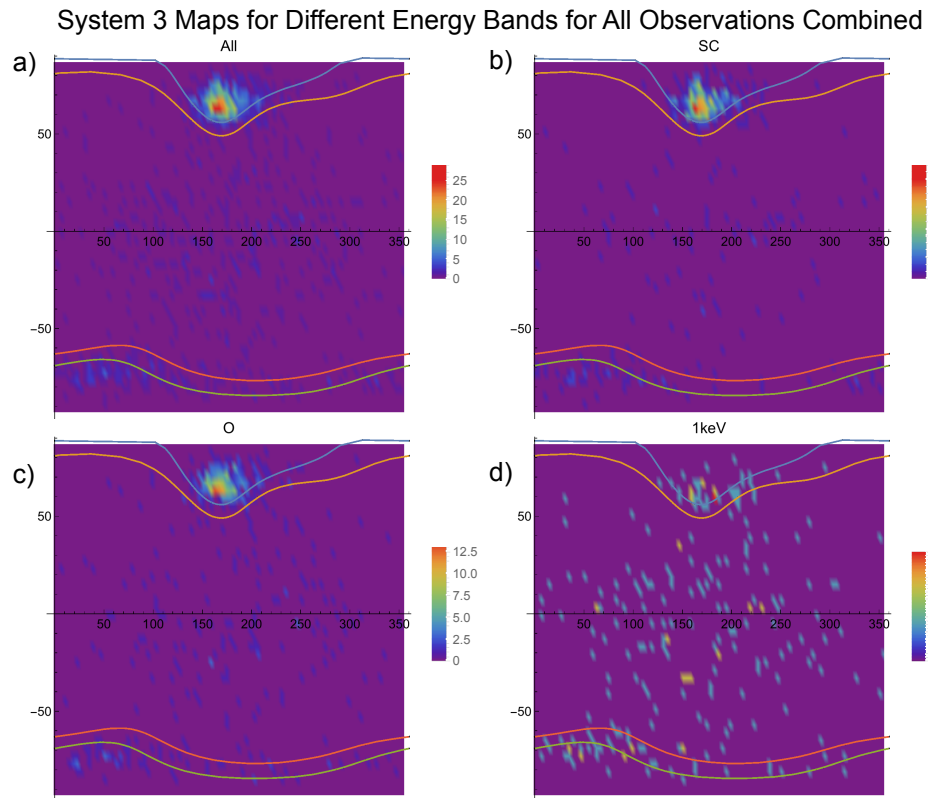 System 3 Maps for Different Energy Bands for All Observations Combined
a)
All
50
−50
50 100 150 200 250 300 350
25
20
15
10
5
0
b)
SC
50
−50
50 100 150 200 250 300 350
c)
O
50
−50
50 100 150 200 250 300 350
12.5
10.0
7.5
5.0
2.5
0
d)
1keV
50
−50
50 100 150 200 250 300 350